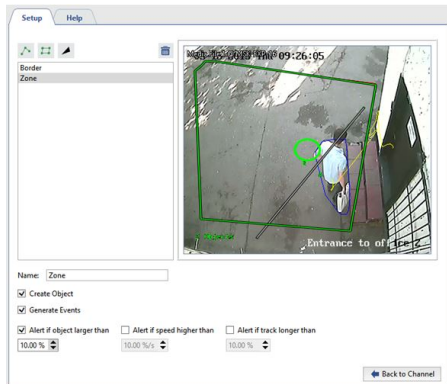 Setup Help
Border
Zone
09:26:05
Entrance to office 2
Name: Zone
Create Object
Generate Events
Alert if object larger than
Alert if speed higher than
Alert if track longer than
10.00 %
10.00 %/s
10.00 %
Back to Channel